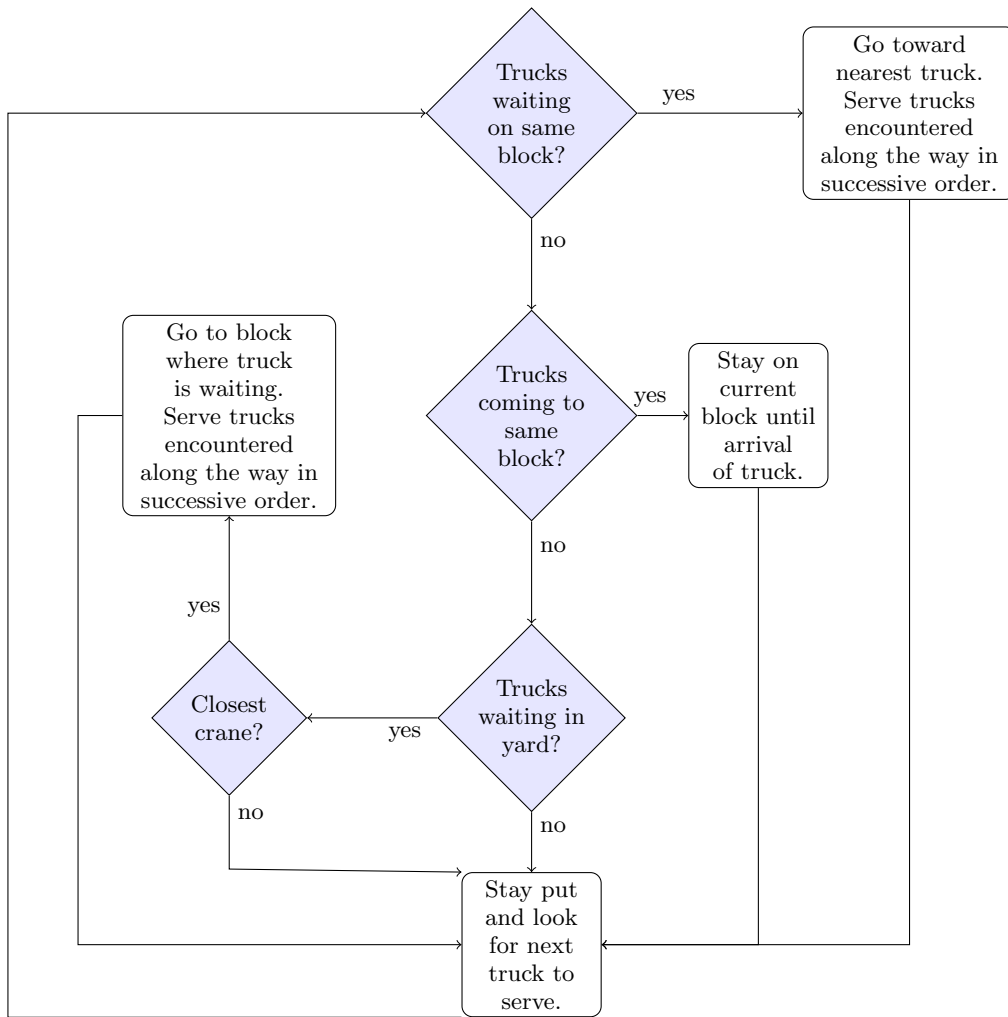 Trucks
waiting
on same
block?
yes
Go toward
nearest truck.
Serve trucks
encountered
along the way in
successive order.
no
Go to block
where truck
is waiting.
Serve trucks
encountered
along the way in
successive order.
Trucks
coming to
same
block?
yes
Stay on
current
block until
arrival
of truck.
no
yes
Closest
crane?
yes
Trucks
waiting in
yard?
no
no
Stay put
and look
for next
truck to
serve.